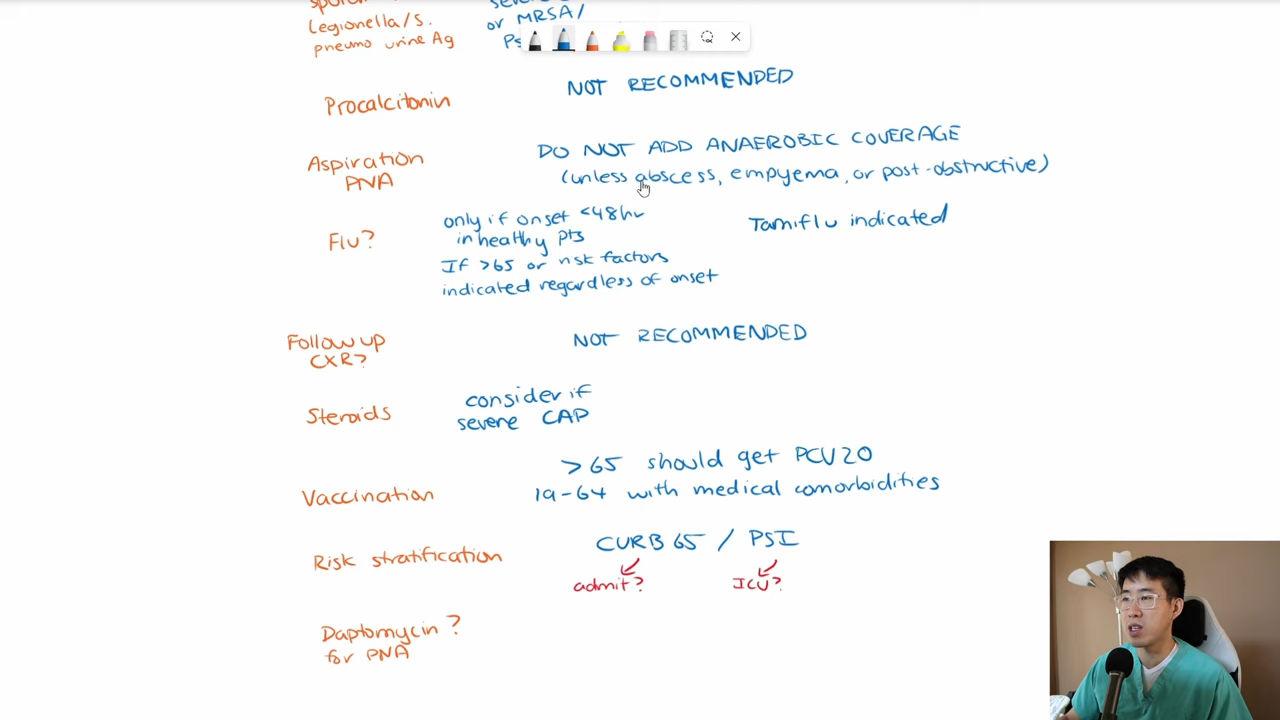 Legionella/s.
pneumo urine Ag
or MRSA/
Procalcitonin
NOT RECOMMENDED
Aspiration
PNA
DO NOT ADD ANAEROBIC COVERAGE
(unless abscess, empyema, or post-obstructive)
Flu?
only if onset <48hr
in healthy pts
If >65 or risk factors
indicated regardless of onset
Tamiflu indicated
Follow up
CXR?
NOT RECOMMENDED
Steroids
consider if
severe CAP
Vaccination
>65 should get PCV20
19-64 with medical comorbidities
Risk stratification
CURB65 / PSI
admit?
ICU?
Daptomycin?
for PNA